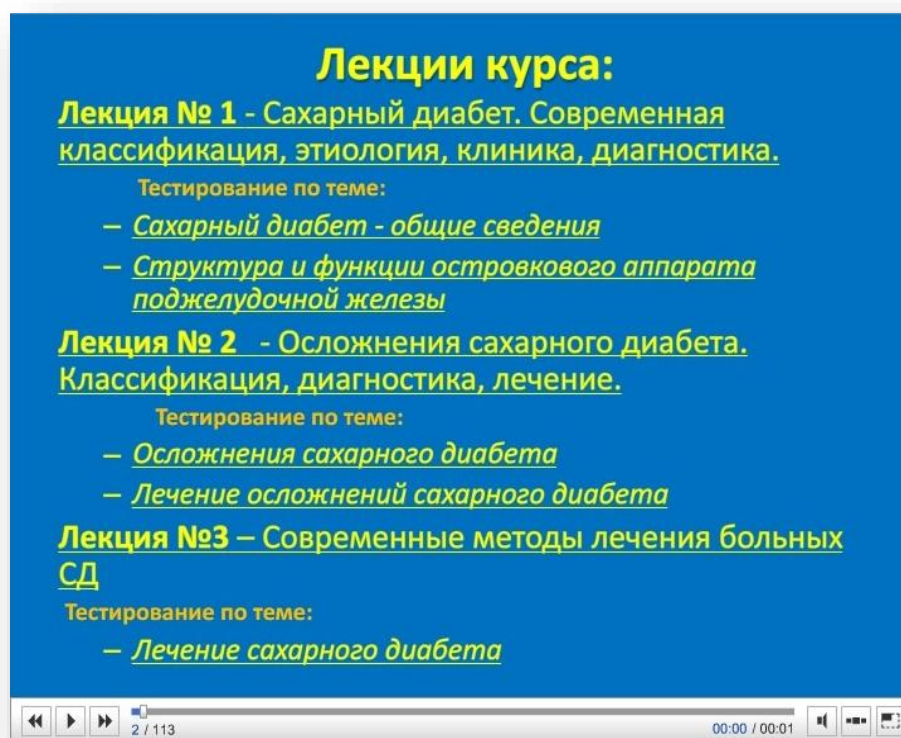 Лекции курса:
Лекция № 1 - Сахарный диабет. Современная
классификация, этиология, клиника, диагностика.
Тестирование по теме:
– Сахарный диабет - общие сведения
– Структура и функции островкового аппарата
поджелудочной железы
Лекция № 2 - Осложнения сахарного диабета.
Классификация, диагностика, лечение.
Тестирование по теме:
– Осложнения сахарного диабета
– Лечение осложнений сахарного диабета
Лекция №3 – Современные методы лечения больных
СД
Тестирование по теме:
– Лечение сахарного диабета
2 / 113 00:00 / 00:01